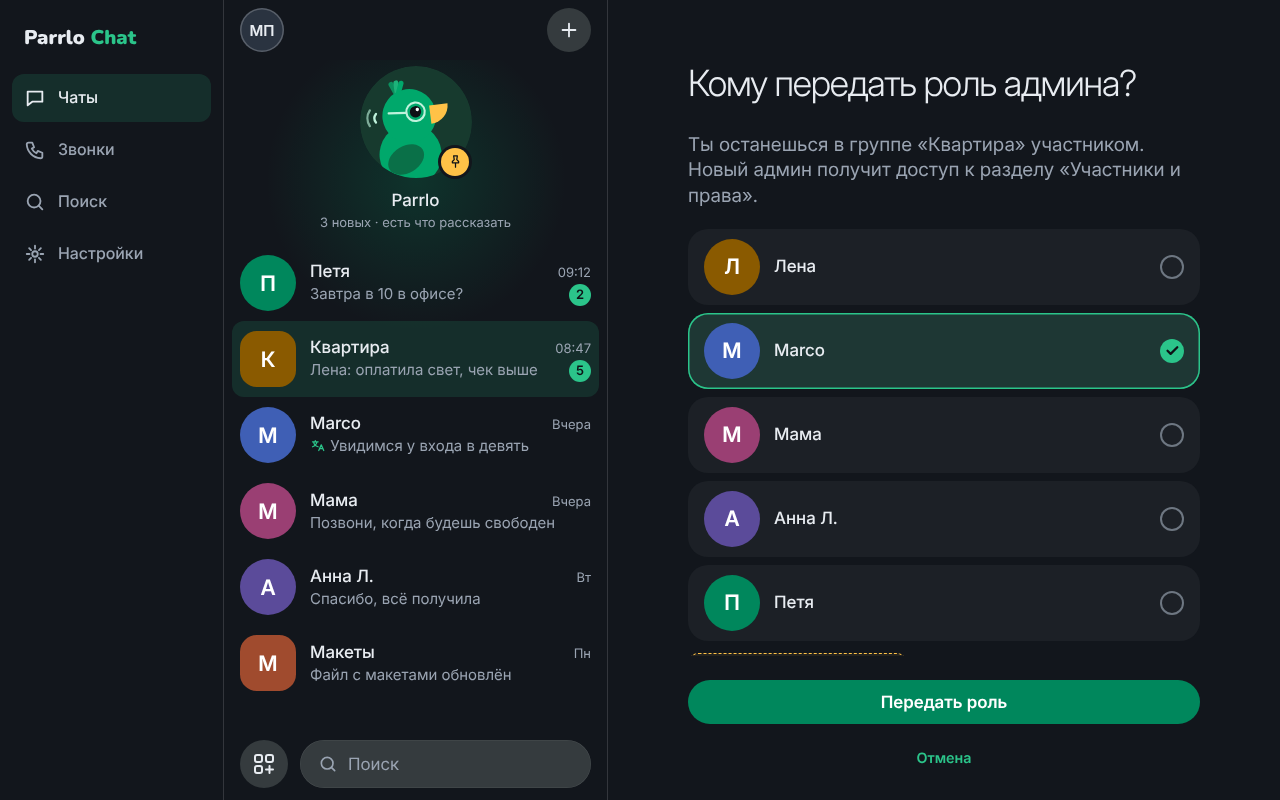 Parrlo Chat
Чаты
Звонки
Поиск
Настройки
МП
Parrlo
3 новых · есть что рассказать
П
Петя
09:12
Завтра в 10 в офисе?
2
К
Квартира
08:47
Лена: оплатила свет, чек выше
5
M
Marco
Вчера
Увидимся у входа в девять
М
Мама
Вчера
Позвони, когда будешь свободен
А
Анна Л.
Вт
Спасибо, всё получила
М
Макеты
Пн
Файл с макетами обновлён
Поиск
Кому передать роль админа?
Ты останешься в группе «Квартира» участником.
Новый админ получит доступ к разделу «Участники и
права».
Л
Лена
M
Marco
М
Мама
А
Анна Л.
П
Петя
Передать роль
Отмена